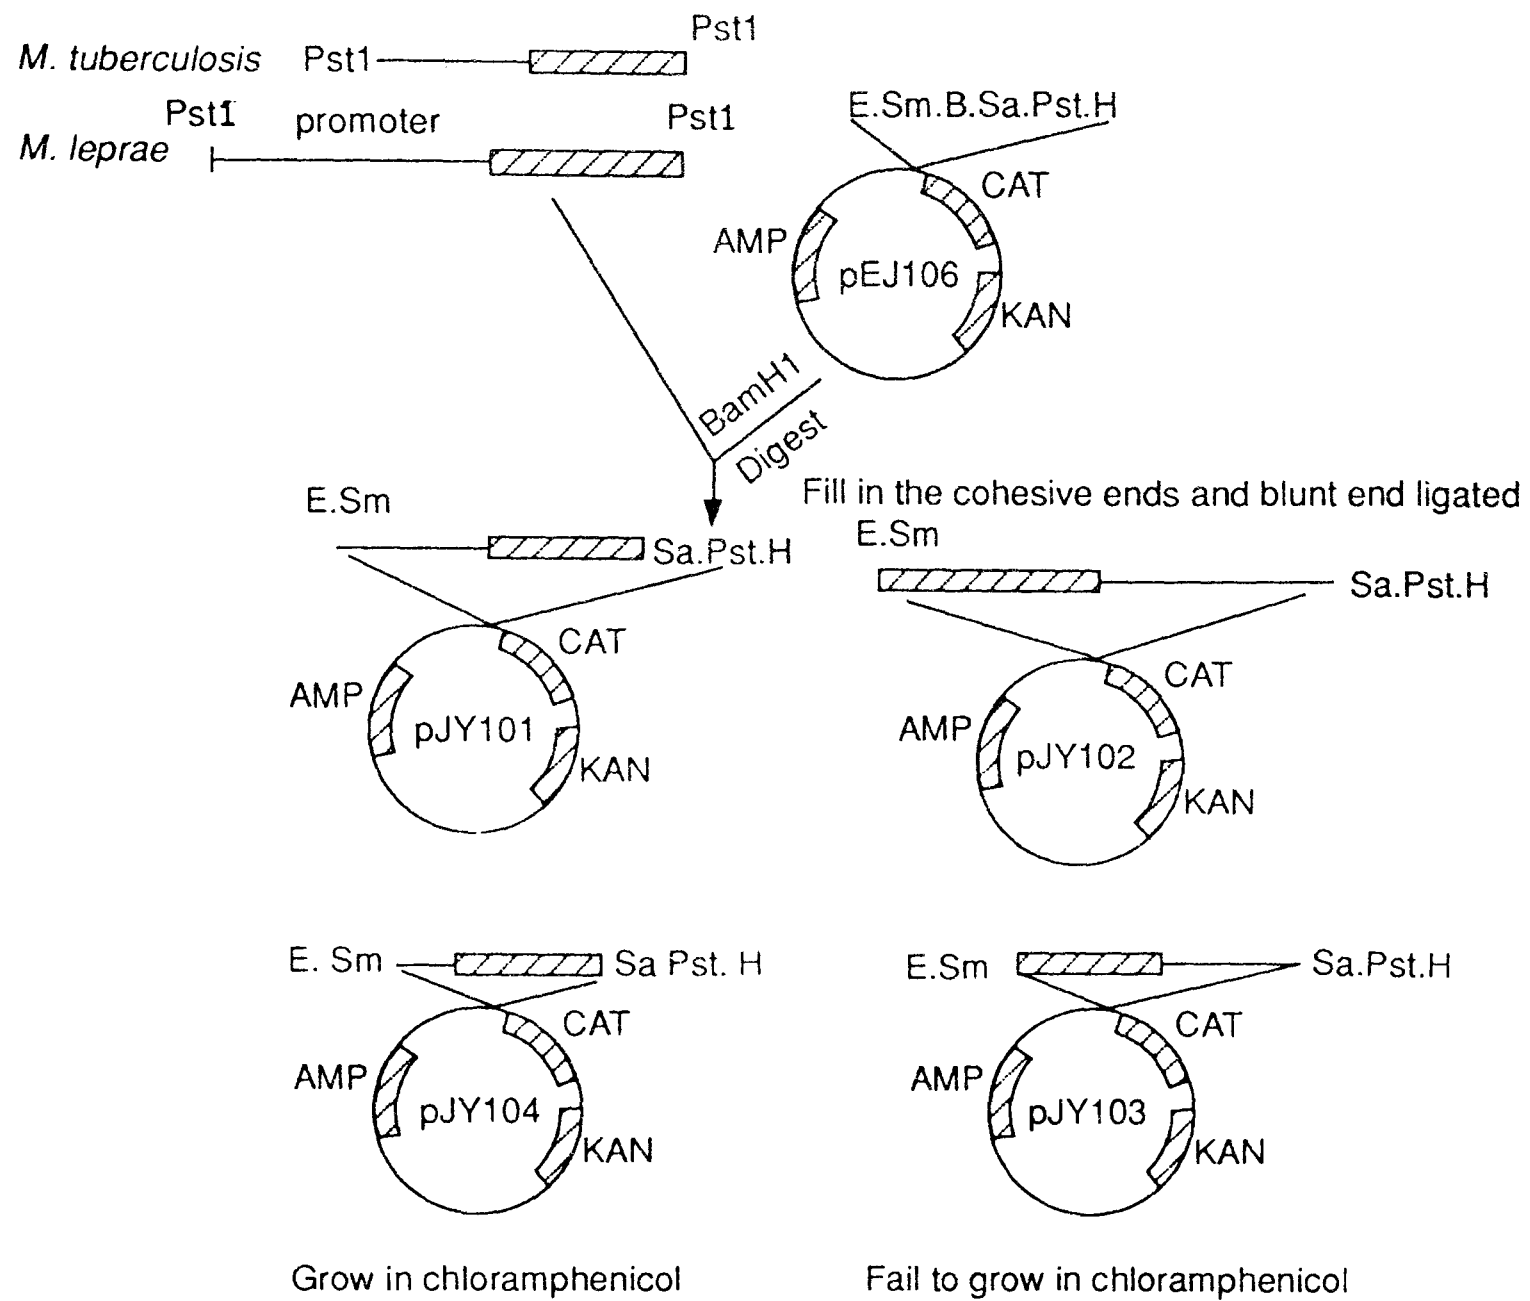 Pst1
M. tuberculosis Pst1
E.Sm.B.Sa.Pst.H
Pst1 promoter Pst1
M. leprae
CAT
AMP
pEJ106
KAN
BamH1
Digest
Fill in the cohesive ends and blunt end ligated
E.Sm
E.Sm
Sa.Pst.H
Sa.Pst.H
CAT
CAT
AMP
pJY101
AMP
pJY102
KAN
KAN
E. Sm
Sa Pst. H
E.Sm
Sa.Pst.H
CAT
CAT
AMP
pJY104
AMP
pJY103
KAN
KAN
Grow in chloramphenicol
Fail to grow in chloramphenicol